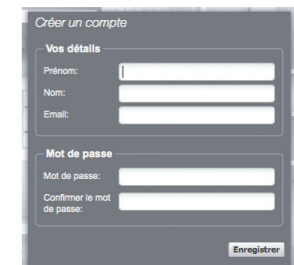 Créer un compte
Vos détails
Prénom:
Nom:
Email:
Mot de passe
Mot de passe:
Confirmer le mot
de passe:
Enregistrer